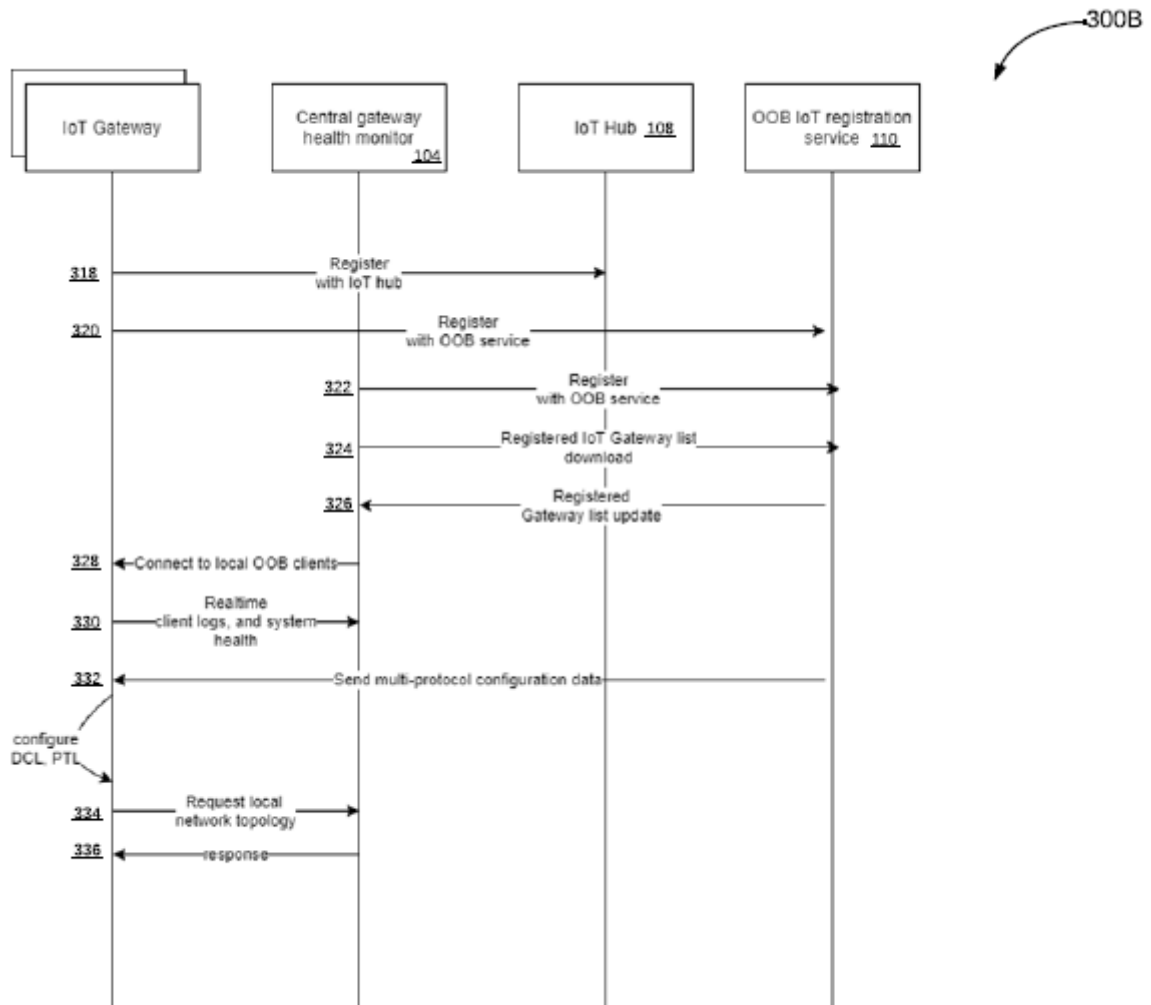 300B
IoT Gateway
Central gateway
health monitor
104
IoT Hub 108
OOB IoT registration
service 110
318
Register
with IoT hub
320
Register
with OOB service
322
Register
with OOB service
324
Registered IoT Gateway list
download
326
Registered
Gateway list update
328
Connect to local OOB clients
330
Realtime
client logs, and system
health
332
Send multi-protocol configuration data
configure
DCL, PTL
334
Request local
network topology
336
response